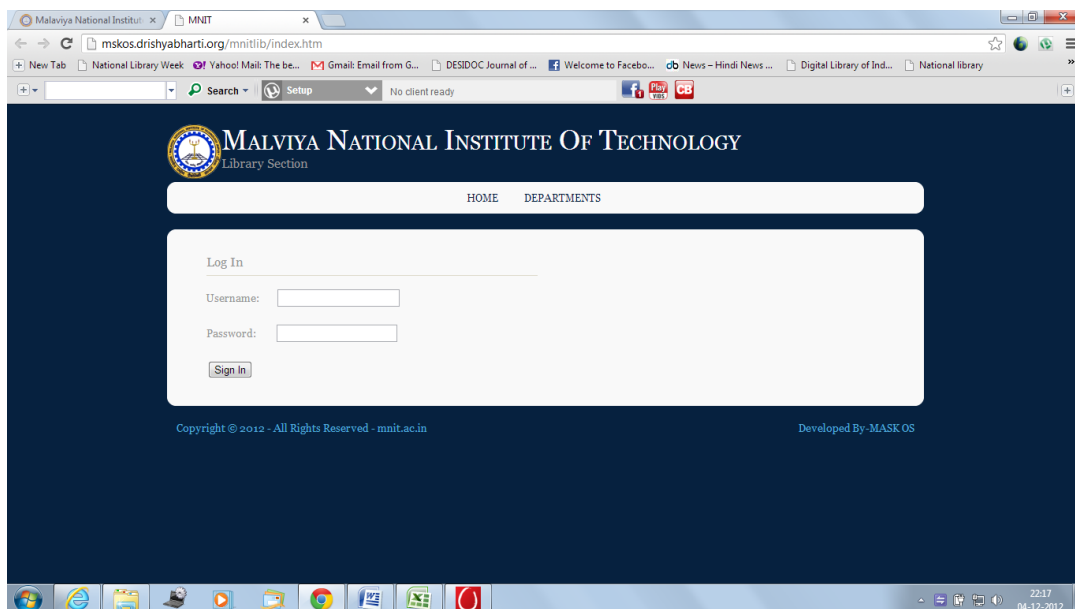 Malaviya National Institut
MNIT
mskos.drishyabharti.org/mnitlib/index.htm
New Tab National Library Week Yahoo! Mail: The be... Gmail: Email from G... DESIDOC Journal of ... Welcome to Facebo... News – Hindi News ... Digital Library of Ind... National library »
Search Setup No client ready Play VIDS CB
MALVIYA NATIONAL INSTITUTE OF TECHNOLOGY
Library Section
HOME DEPARTMENTS
Log In
Username:
Password:
Sign In
Copyright © 2012 - All Rights Reserved - mnit.ac.in Developed By-MASK OS
22:17
04-12-2012